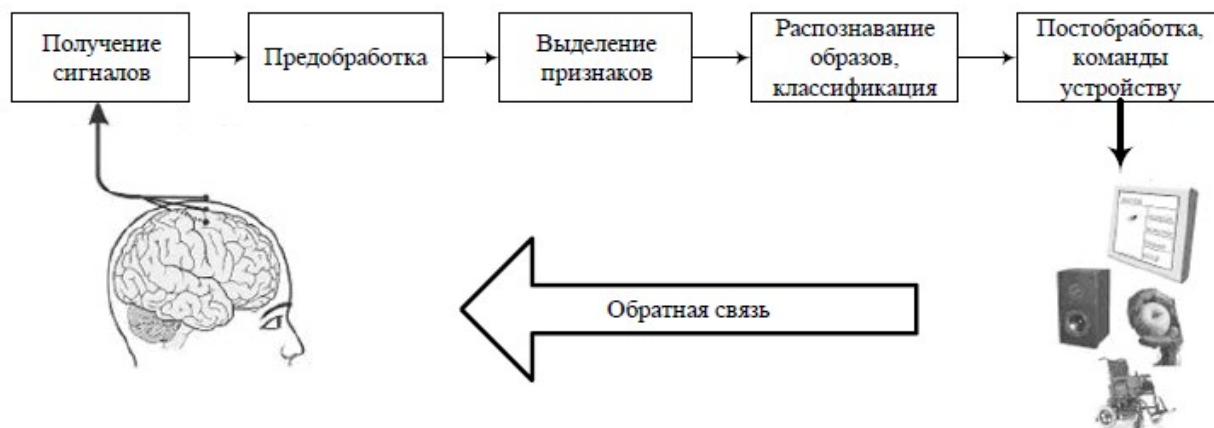 Получение
сигналов
Предобработка
Выделение
признаков
Распознавание
образов,
классификация
Постобработка,
команды
устройству
Обратная связь